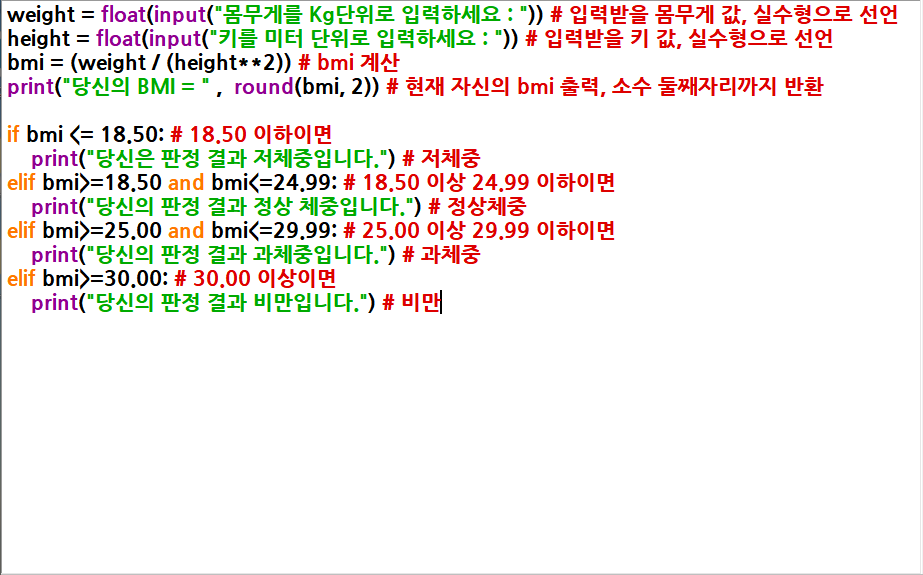 weight = float(input("몸무게를 Kg단위로 입력하세요 : ")) # 입력받을 몸무게 값, 실수형으로 선언
height = float(input("키를 미터 단위로 입력하세요 : ")) # 입력받을 키 값, 실수형으로 선언
bmi = (weight / (height**2)) # bmi 계산
print("당신의 BMI = " ,  round(bmi, 2)) # 현재 자신의 bmi 출력, 소수 둘째자리까지 반환

if bmi <= 18.50: # 18.50 이하이면
    print("당신은 판정 결과 저체중입니다.") # 저체중
elif bmi>=18.50 and bmi<=24.99: # 18.50 이상 24.99 이하이면
    print("당신의 판정 결과 정상 체중입니다.") # 정상체중
elif bmi>=25.00 and bmi<=29.99: # 25.00 이상 29.99 이하이면
    print("당신의 판정 결과 과체중입니다.") # 과체중
elif bmi>=30.00: # 30.00 이상이면
    print("당신의 판정 결과 비만입니다.") # 비만